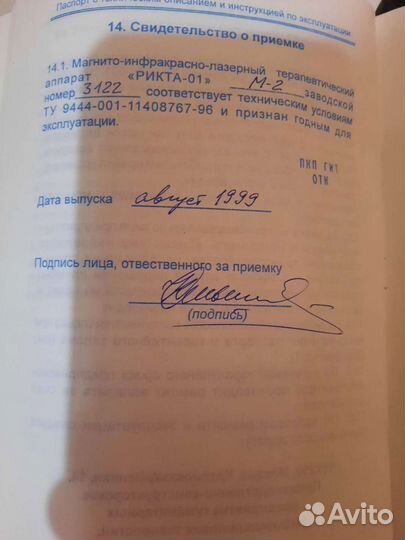 Паспорт с техническим описанием и инструкцией по эксплуатации
14. Свидетельство о приемке
14.1. Магнито-инфракрасно-лазерный терапевтический
аппарат «РИКТА-01» М-2 заводской
номер 3122 соответствует техническим условиям
ТУ 9444-001-11408767-96 и признан годным для
эксплуатации.
ПКП ГИТ
ОТК
Дата выпуска август 1999
Подпись лица, отвественного за приемку
(подпись)
Avito